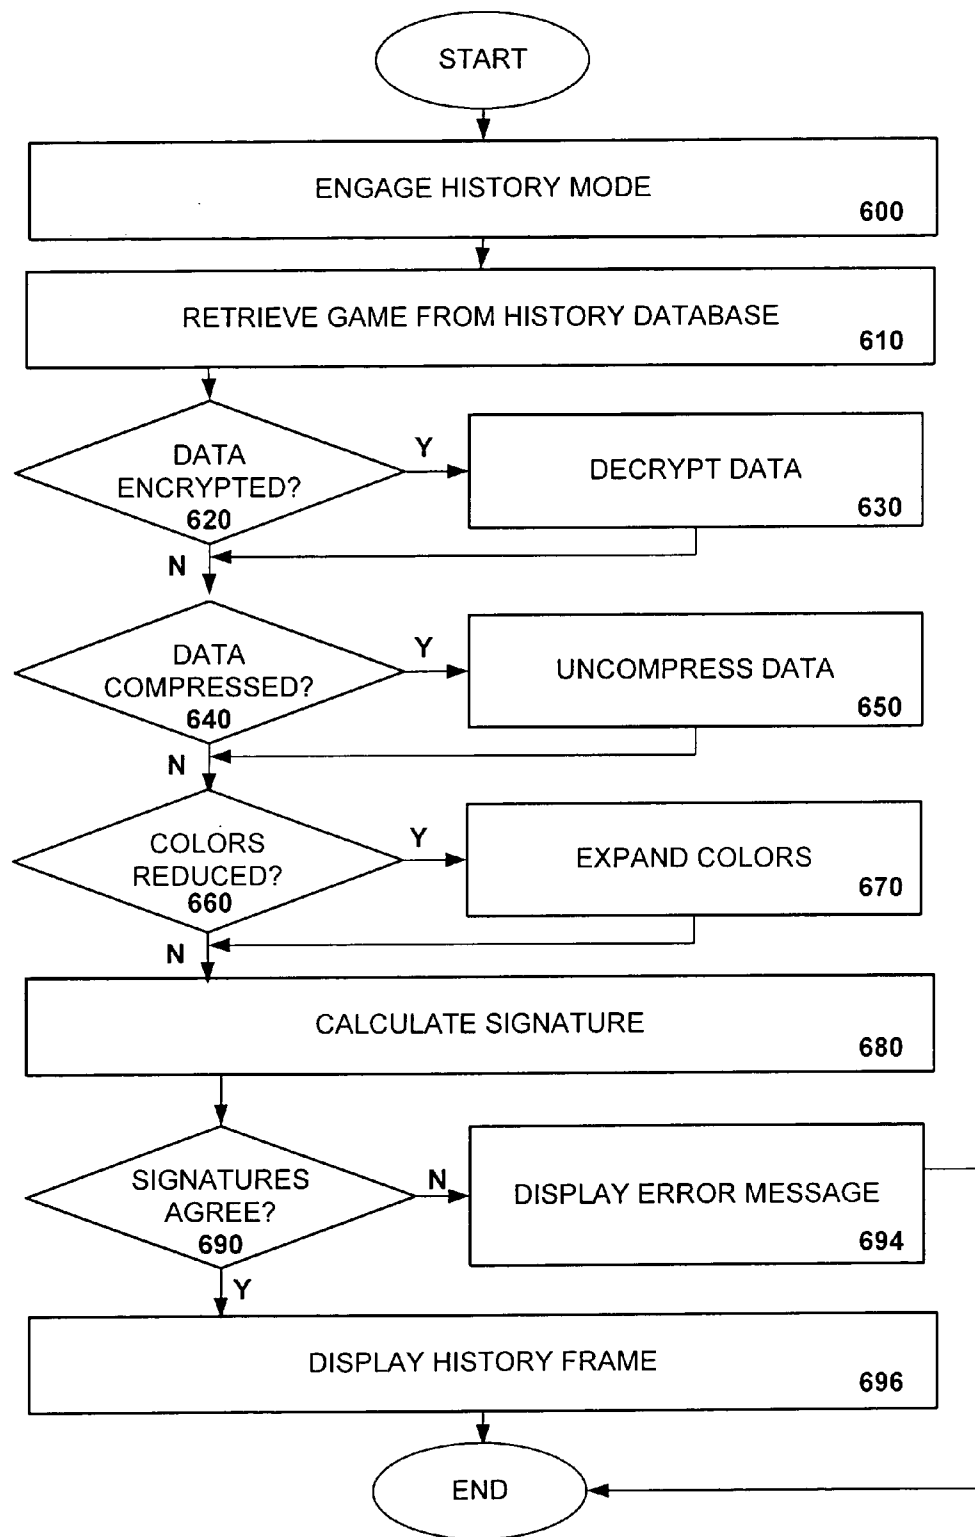 START
ENGAGE HISTORY MODE
600
RETRIEVE GAME FROM HISTORY DATABASE
610
DATA
ENCRYPTED?
620
Y
DECRYPT DATA
630
N
DATA
COMPRESSED?
640
Y
UNCOMPRESS DATA
650
N
COLORS
REDUCED?
660
Y
EXPAND COLORS
670
N
CALCULATE SIGNATURE
680
SIGNATURES
AGREE?
690
N
DISPLAY ERROR MESSAGE
694
Y
DISPLAY HISTORY FRAME
696
END